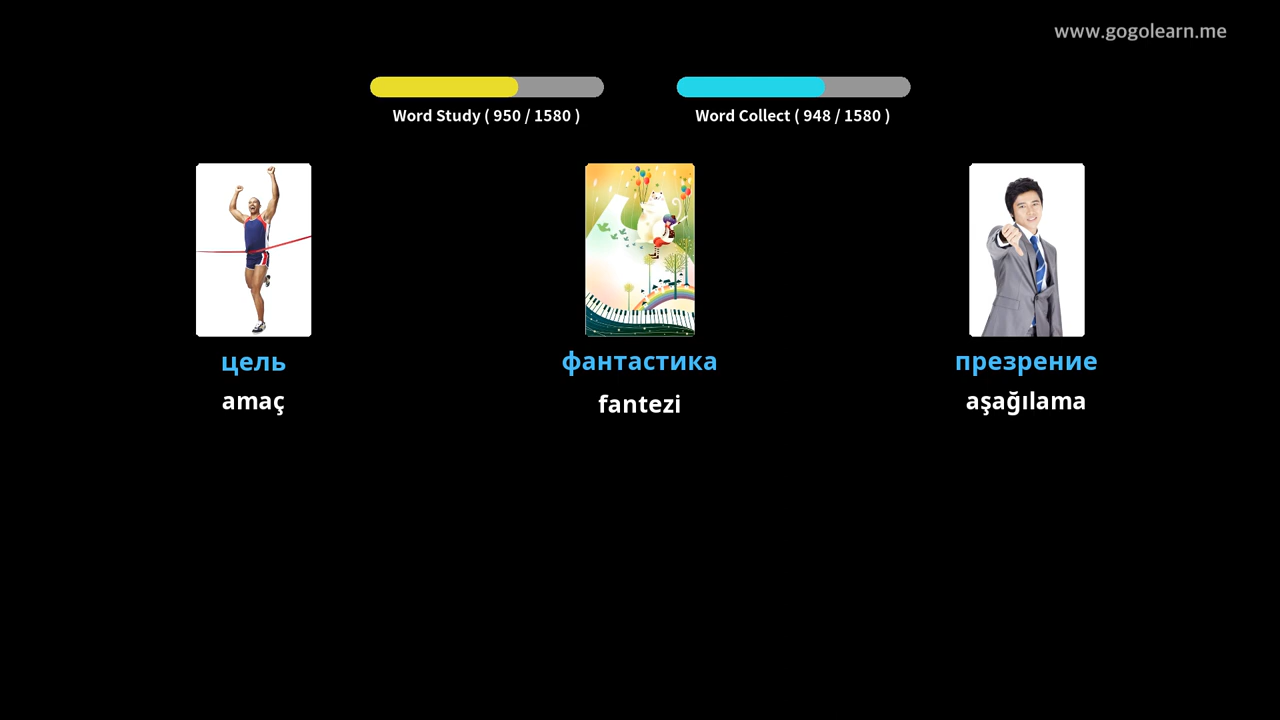 www.gogolearn.me
Word Study ( 950 / 1580 )
Word Collect ( 948 / 1580 )
цель
фантастика
презрение
amaç
fantezi
aşağılama